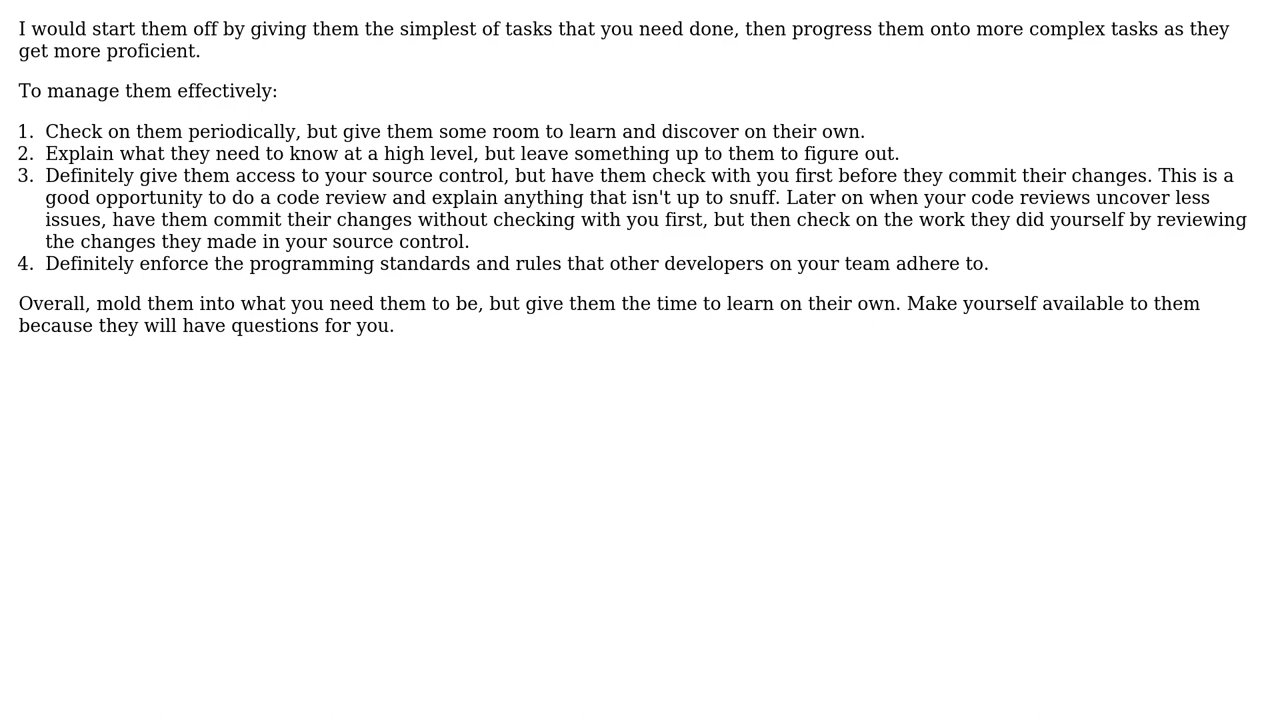 I would start them off by giving them the simplest of tasks that you need done, then progress them onto more complex tasks as they
get more proficient.
To manage them effectively:
1. Check on them periodically, but give them some room to learn and discover on their own.
2. Explain what they need to know at a high level, but leave something up to them to figure out.
3. Definitely give them access to your source control, but have them check with you first before they commit their changes. This is a
good opportunity to do a code review and explain anything that isn't up to snuff. Later on when your code reviews uncover less
issues, have them commit their changes without checking with you first, but then check on the work they did yourself by reviewing
the changes they made in your source control.
4. Definitely enforce the programming standards and rules that other developers on your team adhere to.
Overall, mold them into what you need them to be, but give them the time to learn on their own. Make yourself available to them
because they will have questions for you.